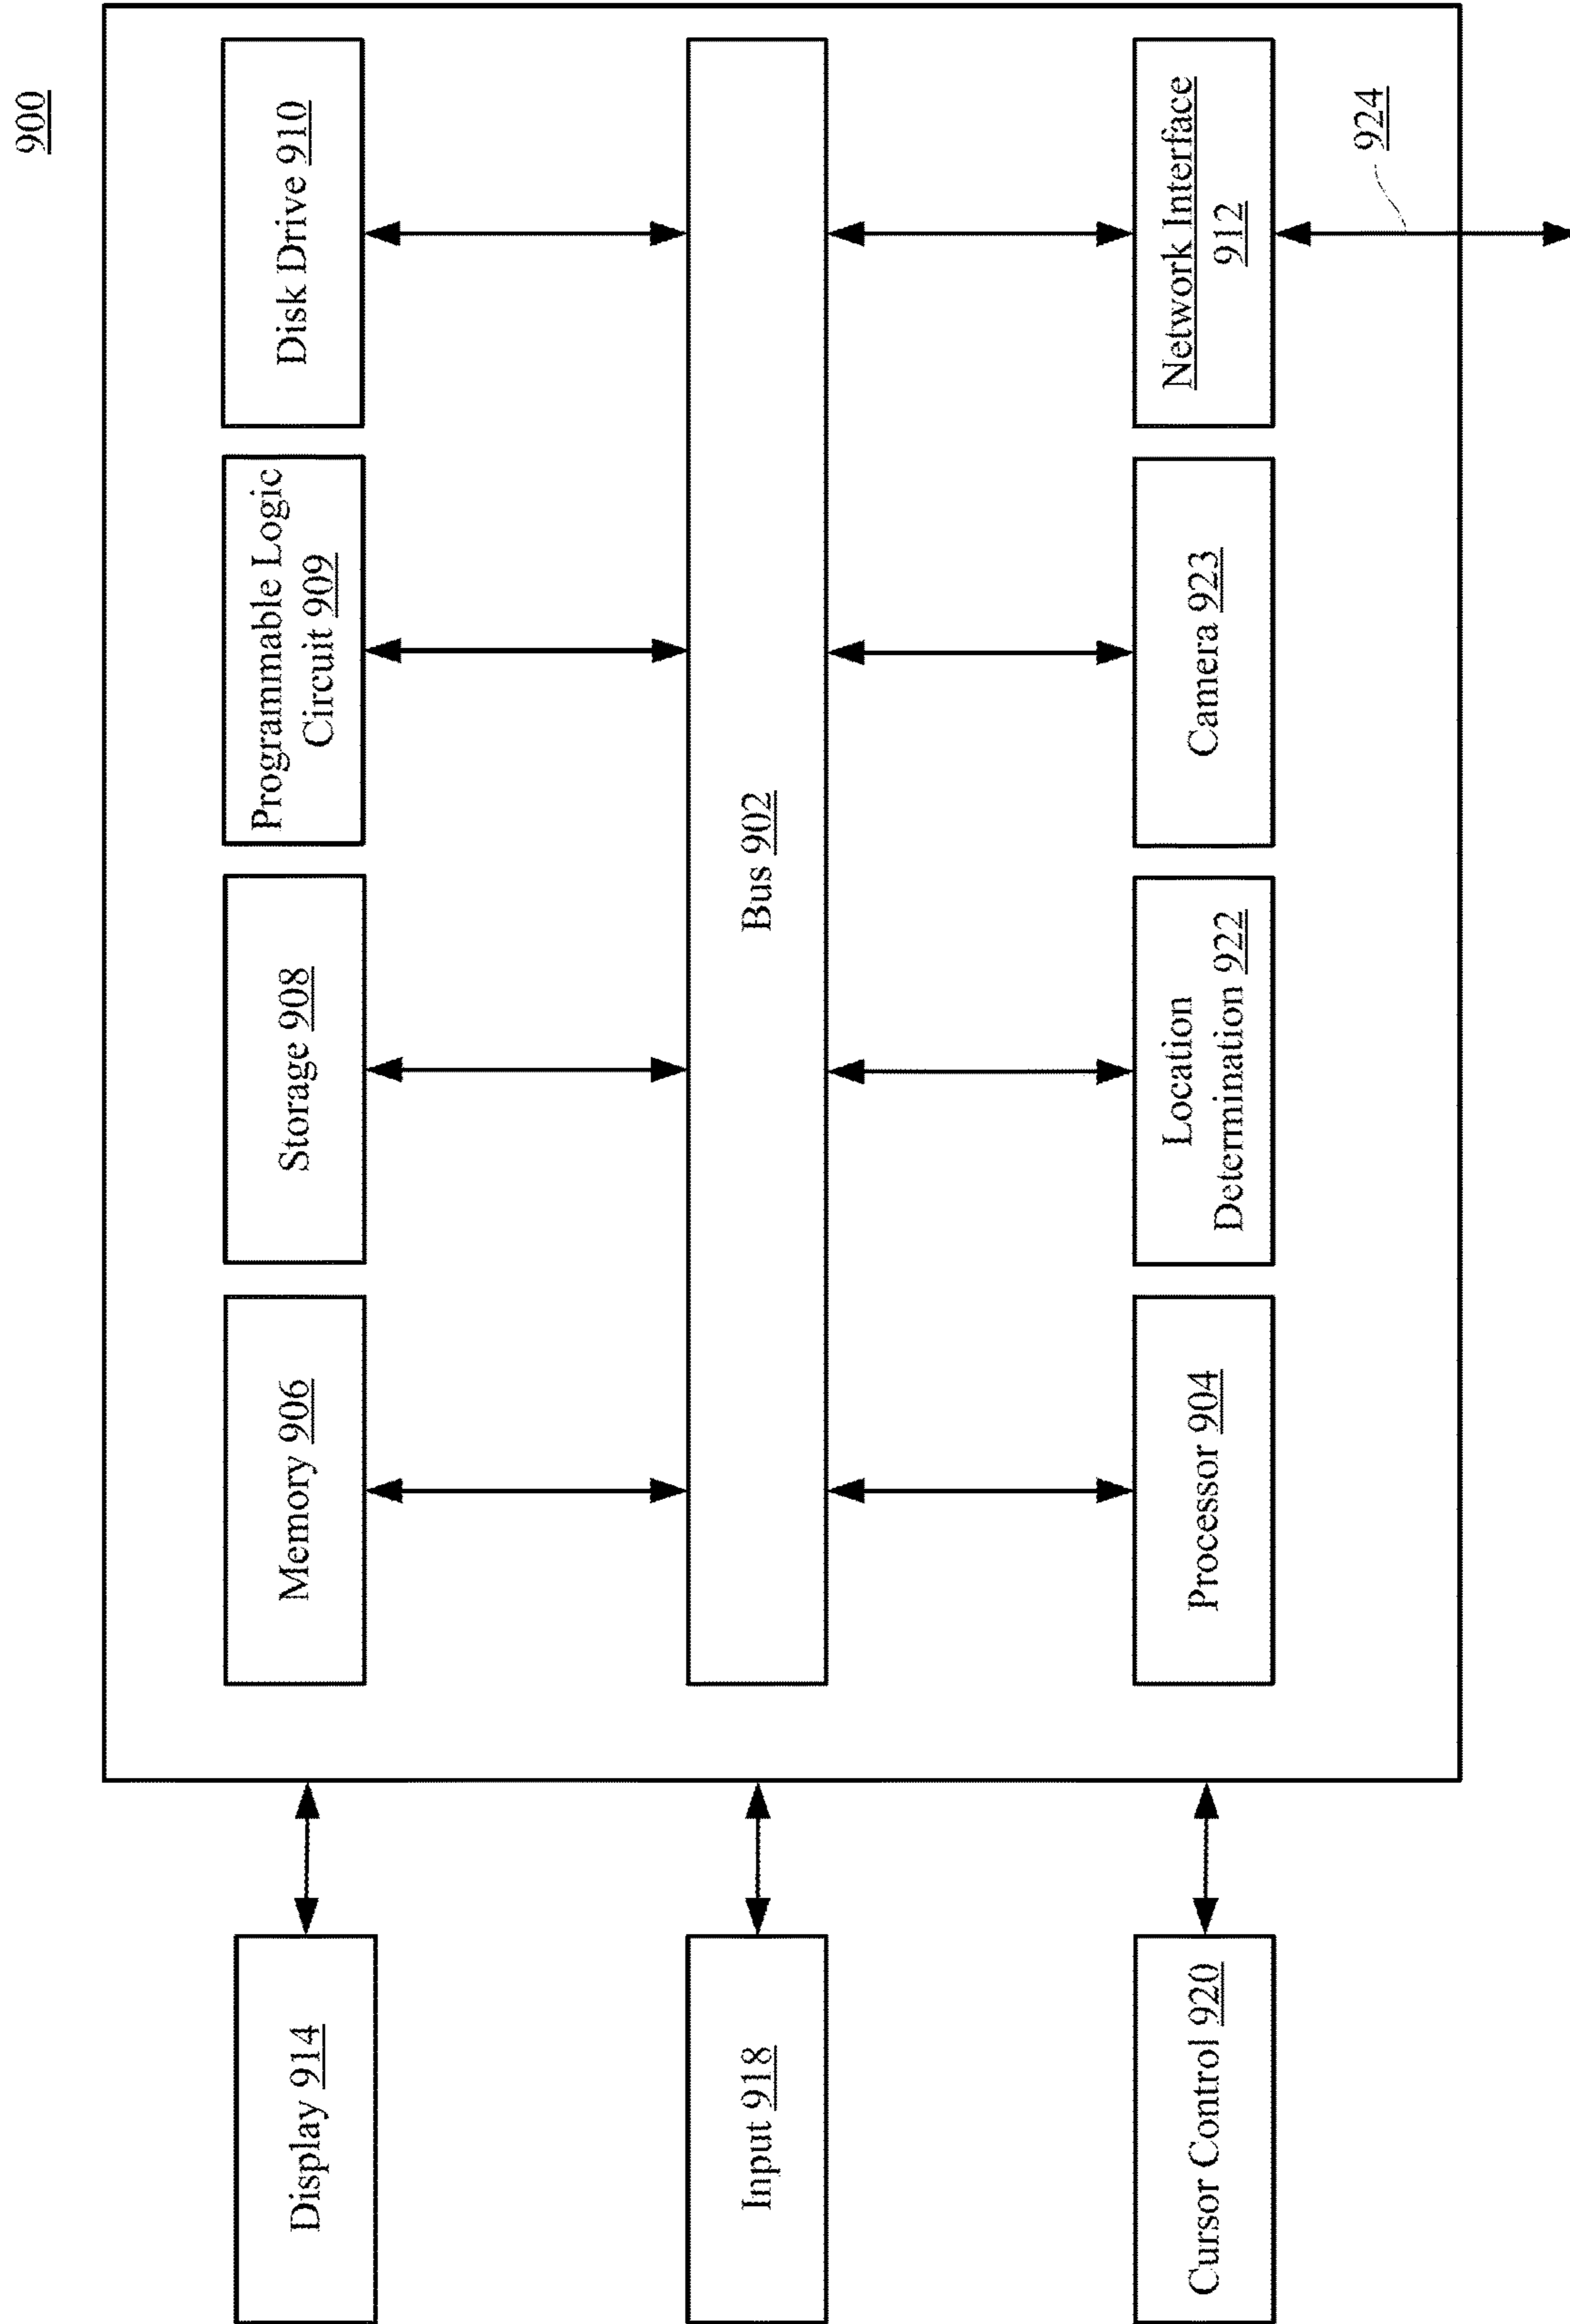 900
Display 914
Memory 906
Storage 908
Programmable Logic
Circuit 909
Disk Drive 910
Input 918
Bus 902
Cursor Control 920
Processor 904
Location
Determination 922
Camera 923
Network Interface
912
924